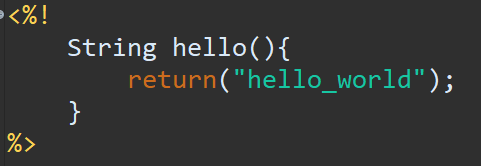 <%!
    String hello(){
        return("hello_world");
    }
%>